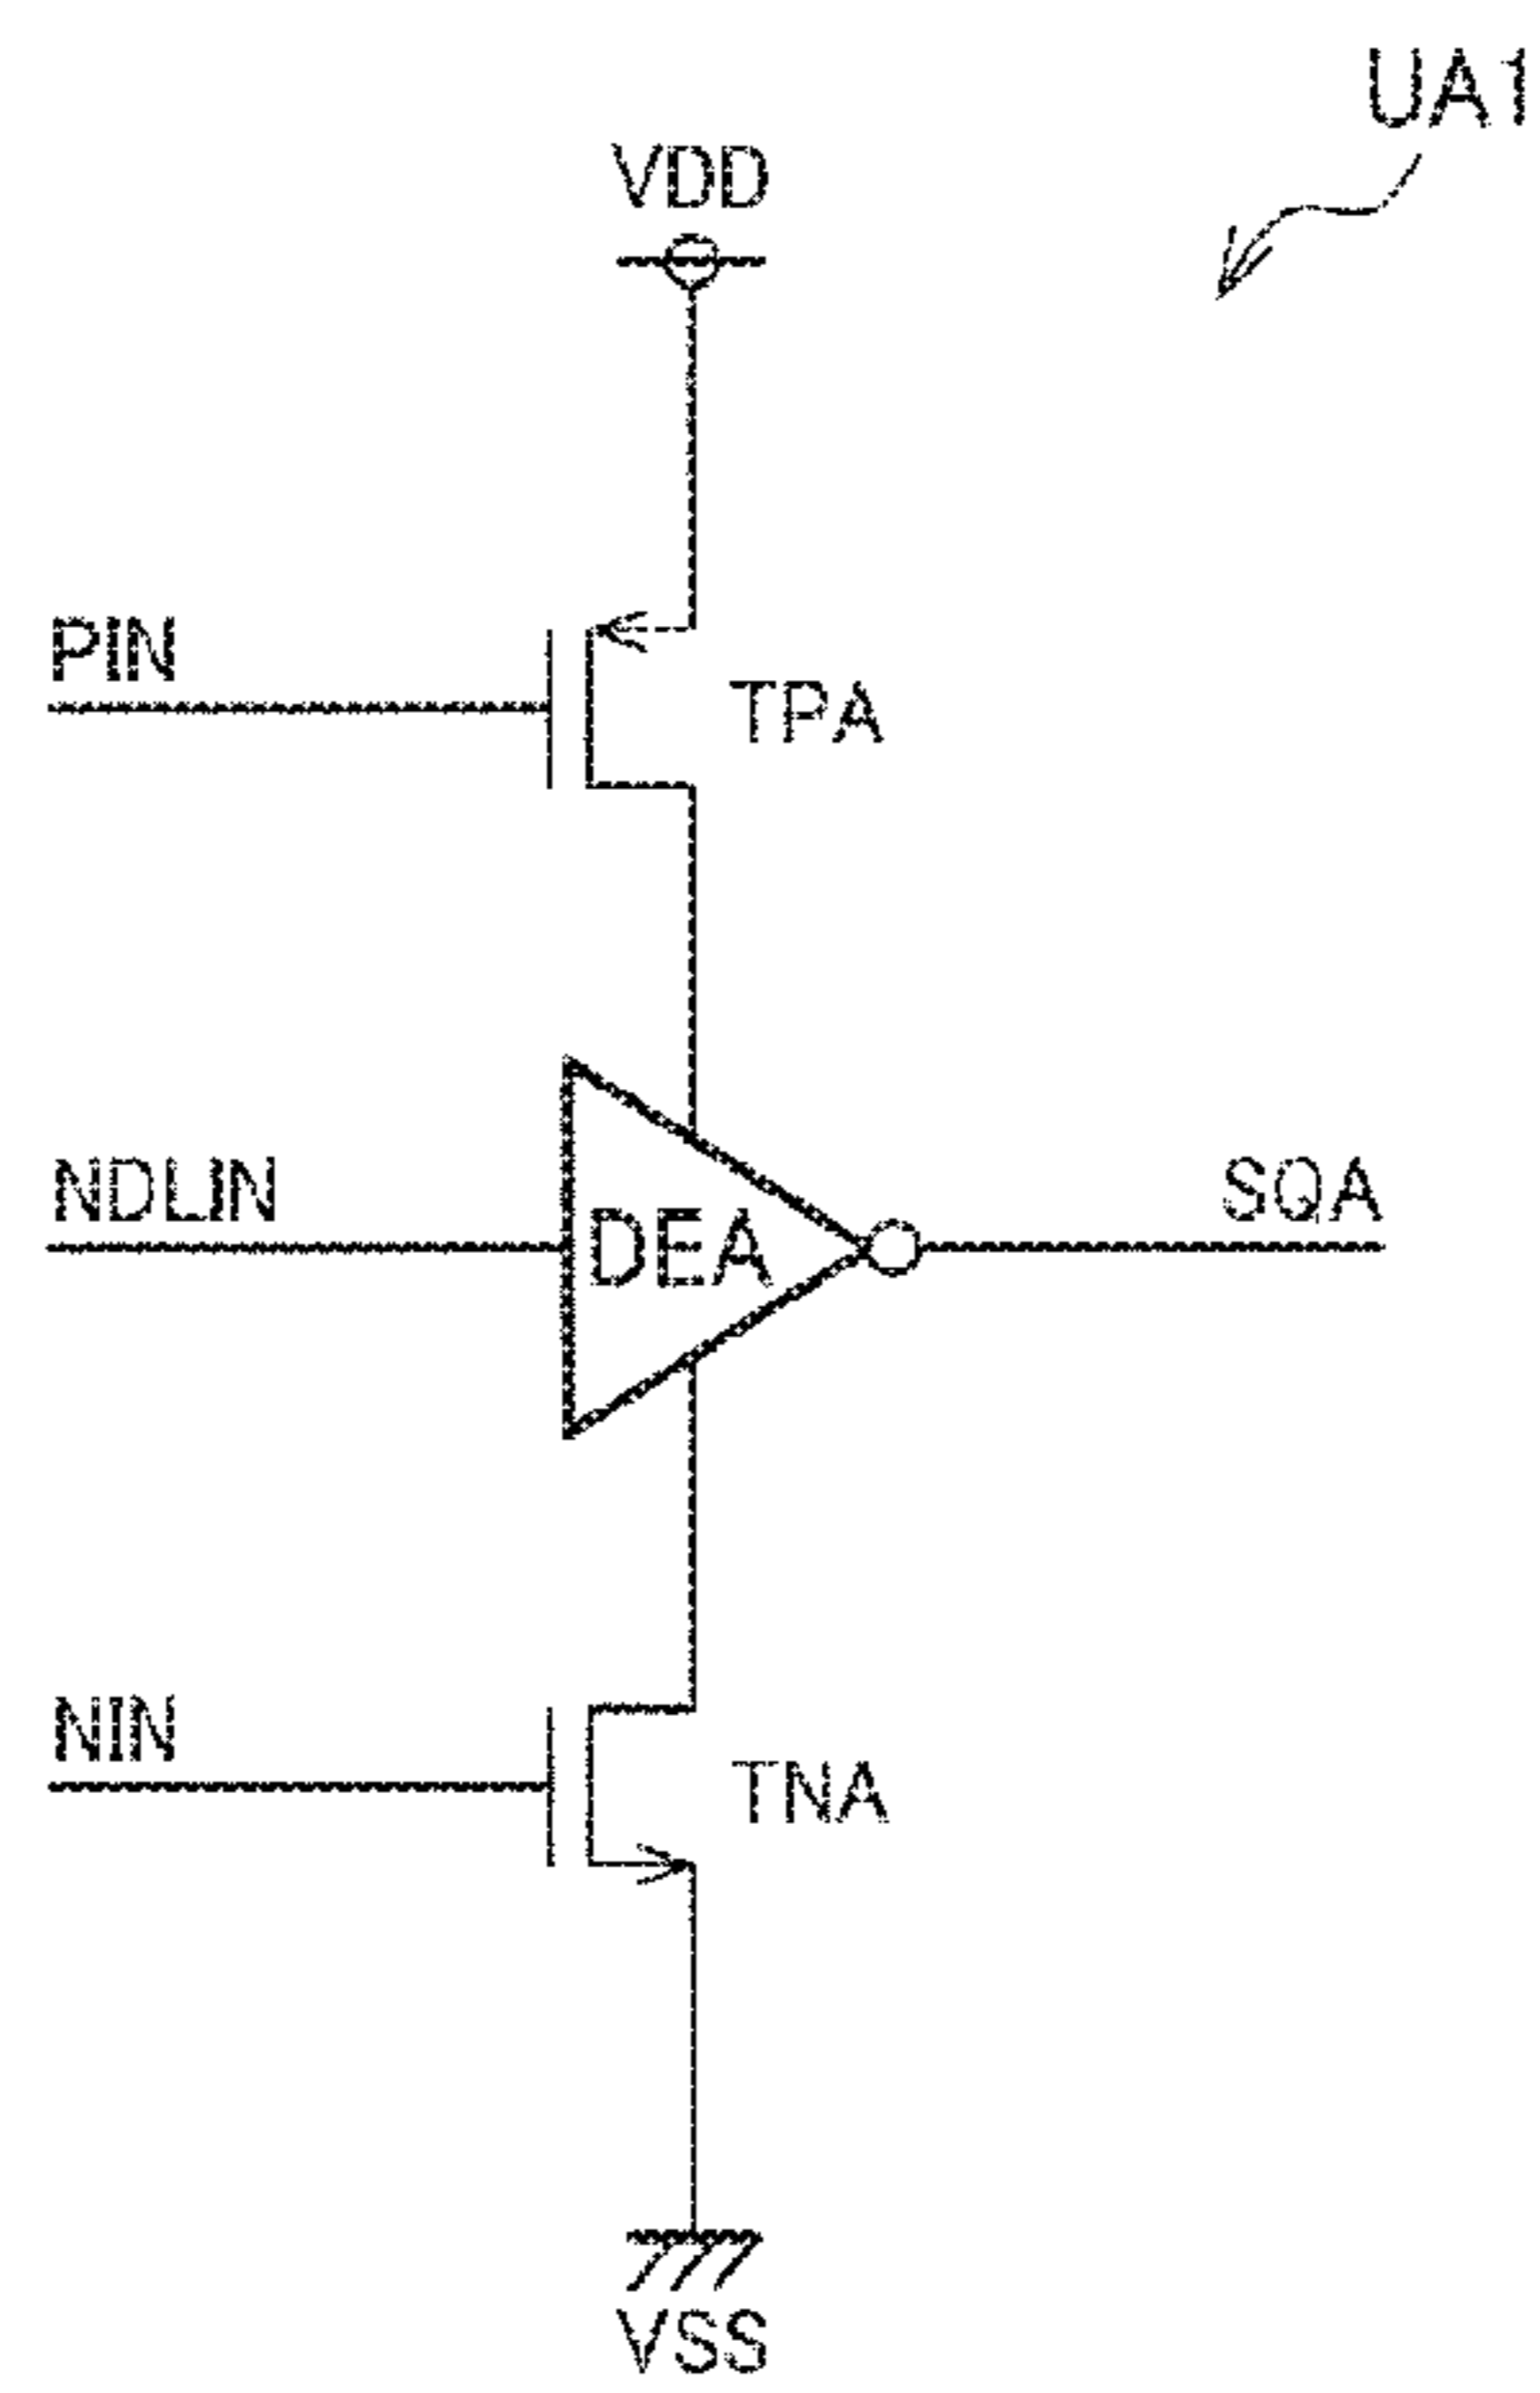 UA1
VDD
PIN
TPA
NDLIN
DEA
SQA
NIN
TNA
VSS